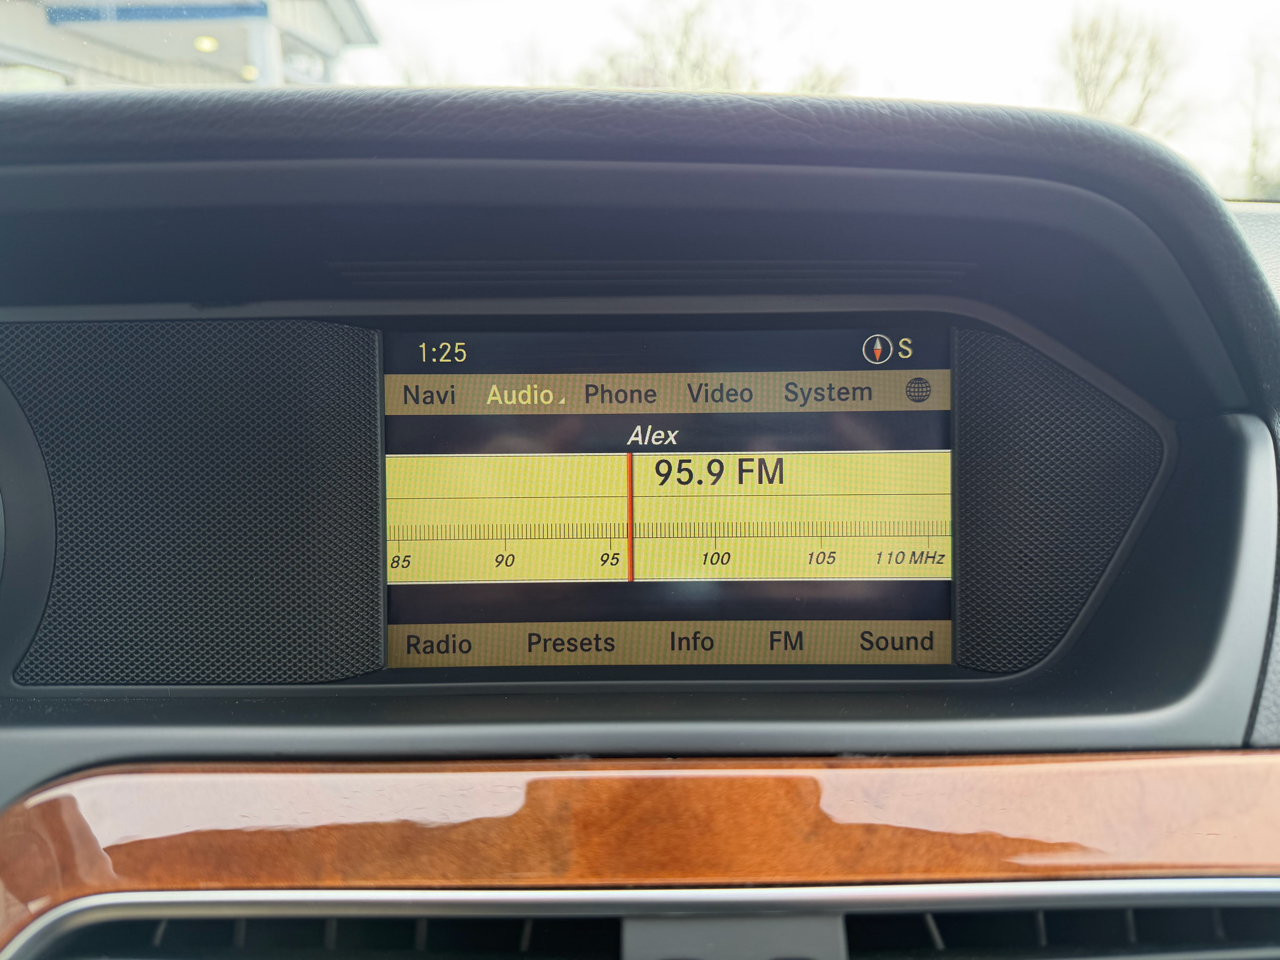 1:25 S
Navi Audio Phone Video System
Alex
95.9 FM
85 90 95 100 105 110 MHz
Radio Presets Info FM Sound